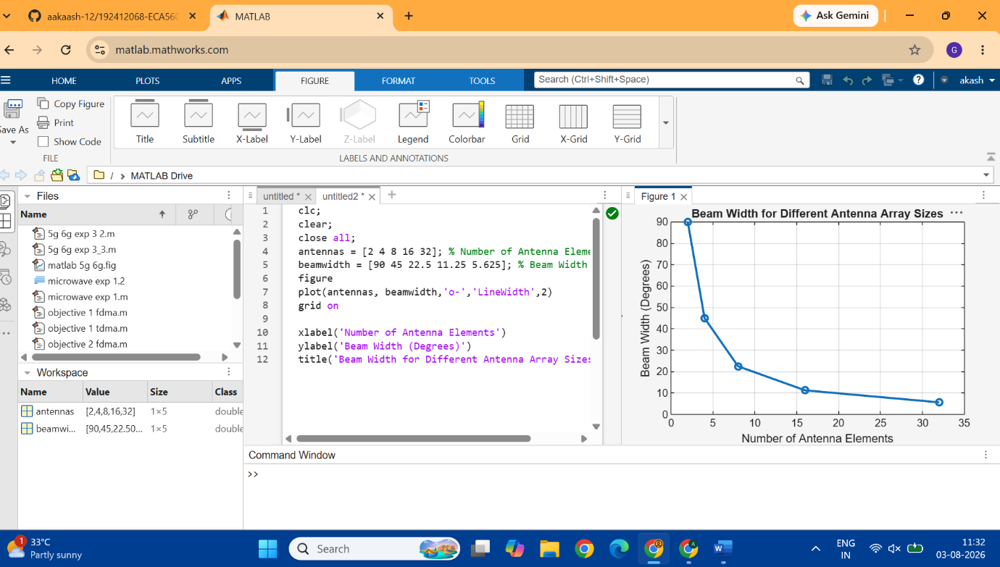 aakaash-12/192412068-ECA560
MATLAB
Ask Gemini
matlab.mathworks.com
G
HOME
PLOTS
APPS
FIGURE
FORMAT
TOOLS
Search (Ctrl+Shift+Space)
akash
Save As
Copy Figure
Print
Show Code
FILE
Title
Subtitle
X-Label
Y-Label
Z-Label
Legend
Colorbar
Grid
X-Grid
Y-Grid
LABELS AND ANNOTATIONS
/ › MATLAB Drive
Files
Name
5g 6g exp 3 2.m
5g 6g exp 3_3.m
matlab 5g 6g.fig
microwave exp 1.2
microwave exp 1.m
objective 1 fdma.m
objective 1 tdma.m
objective 2 fdma.m
Workspace
Name Value Size Class
antennas [2,4,8,16,32] 1×5 double
beamwi... [90,45,22.50... 1×5 double
untitled *
untitled2 *
1 clc;
2 clear;
3 close all;
4 antennas = [2 4 8 16 32]; % Number of Antenna Eleme
5 beamwidth = [90 45 22.5 11.25 5.625]; % Beam Width
6 figure
7 plot(antennas, beamwidth,'o-','LineWidth',2)
8 grid on
9
10 xlabel('Number of Antenna Elements')
11 ylabel('Beam Width (Degrees)')
12 title('Beam Width for Different Antenna Array Sizes
Figure 1
Beam Width for Different Antenna Array Sizes
Beam Width (Degrees)
90
80
70
60
50
40
30
20
10
0
0 5 10 15 20 25 30 35
Number of Antenna Elements
Command Window
>>
1
33°C
Partly sunny
Search
A
ENG
IN
11:32
03-08-2026